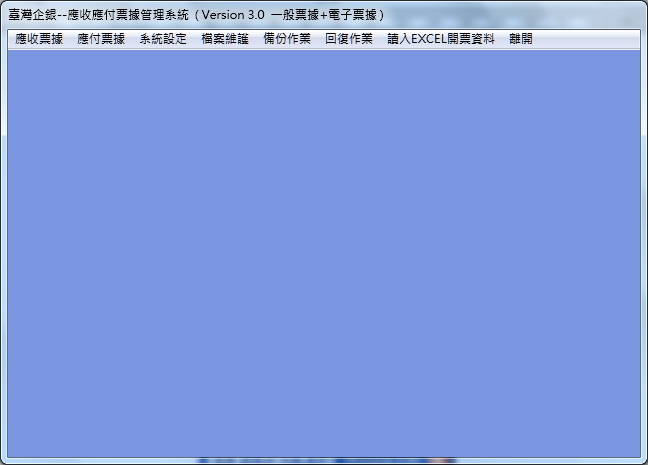 臺灣企銀--應收應付票據管理系統 ( Version 3.0 一般票據+電子票據 )
應收票據 應付票據 系統設定 檔案維護 備份作業 回復作業 讀入EXCEL開票資料 離開